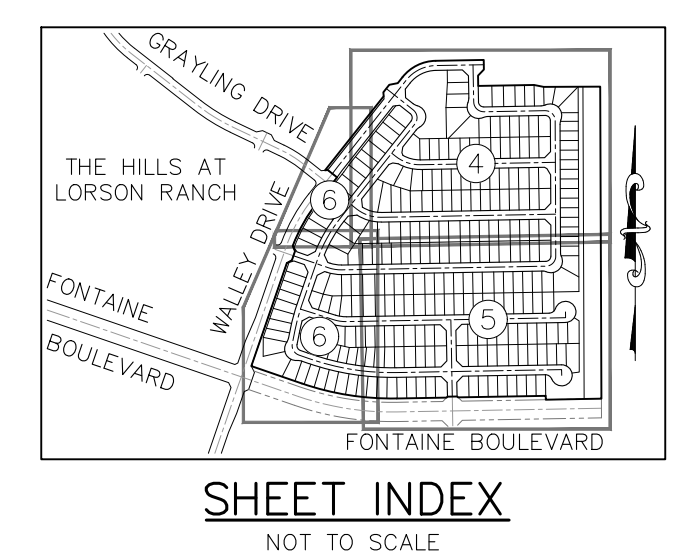 GRAYLING DRIVE
THE HILLS AT
LORSON RANCH
WALLEY DRIVE
FONTAINE
BOULEVARD
4
6
5
6
FONTAINE BOULEVARD
SHEET INDEX
NOT TO SCALE